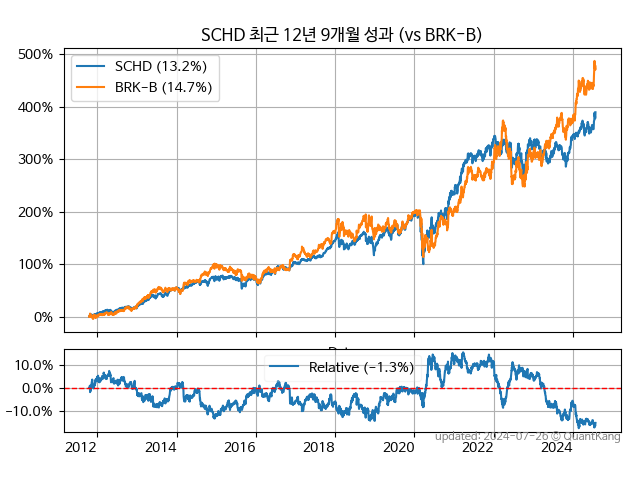 SCHD 최근 12년 9개월 성과 (vs BRK-B)
500%
400%
300%
200%
100%
0%
SCHD (13.2%)
BRK-B (14.7%)
10.0%
0.0%
-10.0%
Relative (-1.3%)
2012 2014 2016 2018 2020 2022 2024
updated: 2024-07-26 © QuantKang